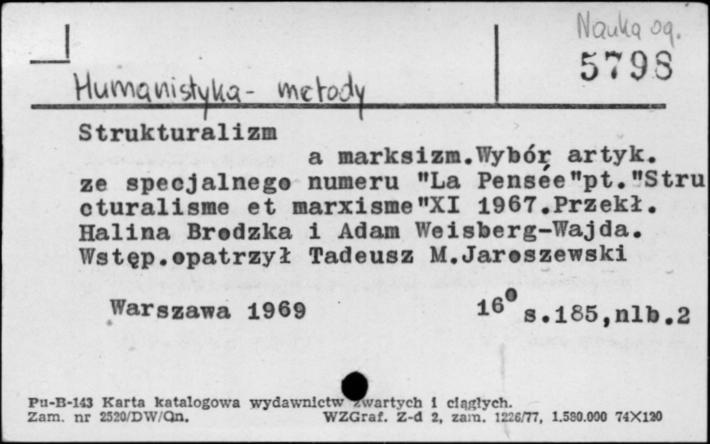 Nauka og.
5798
Humanistyka - metody
Strukturalizm
a marksizm.Wybór artyk.
ze specjalnego numeru "La Pensée"pt."Stru
cturalisme et marxisme"XI 1967.Przekł.
Halina Brodzka i Adam Weisberg-Wajda.
Wstęp.opatrzył Tadeusz M.Jaroszewski
Warszawa 1969 16° s.185,nlb.2
Pu-B-143 Karta katalogowa wydawnictw zwartych i ciągłych.
Zam. nr 2520/DW/Qn. WZGraf. Z-d 2, zam. 1226/77, 1.580.000 74X120